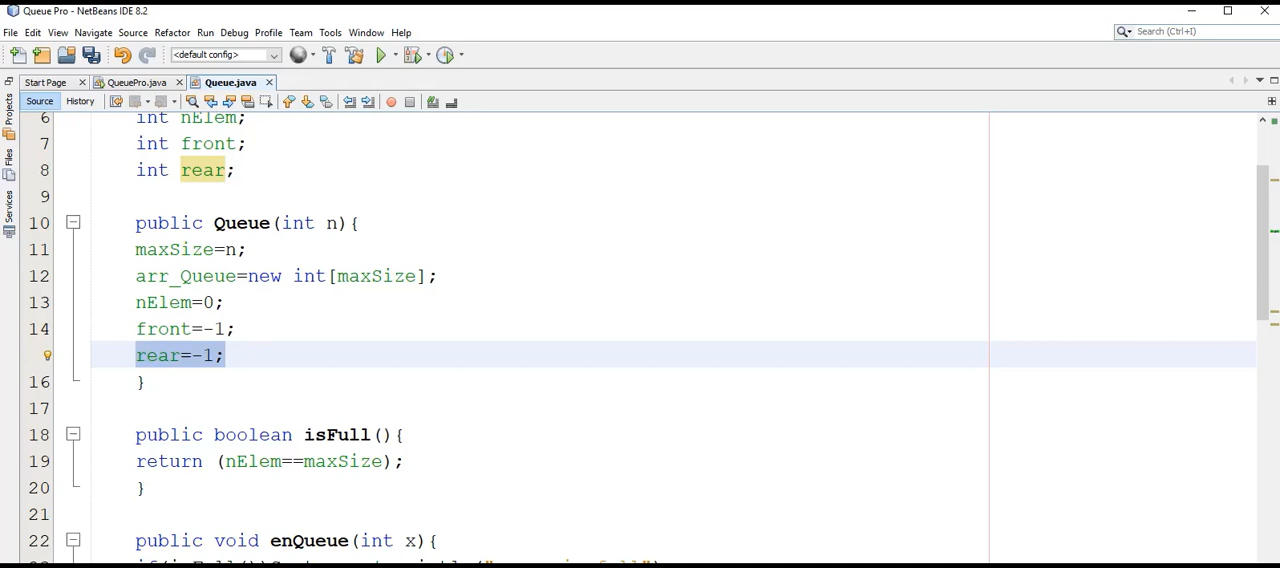 Queue Pro - NetBeans IDE 8.2
File Edit View Navigate Source Refactor Run Debug Profile Team Tools Window Help
Search (Ctrl+I)
<default config>
Start Page QueuePro.java Queue.java
Source History
Projects
Files
Services
6 int nElem;
7 int front;
8 int rear;
9
10 public Queue(int n){
11 maxSize=n;
12 arr_Queue=new int[maxSize];
13 nElem=0;
14 front=-1;
rear=-1;
16 }
17
18 public boolean isFull(){
19 return (nElem==maxSize);
20 }
21
22 public void enQueue(int x){